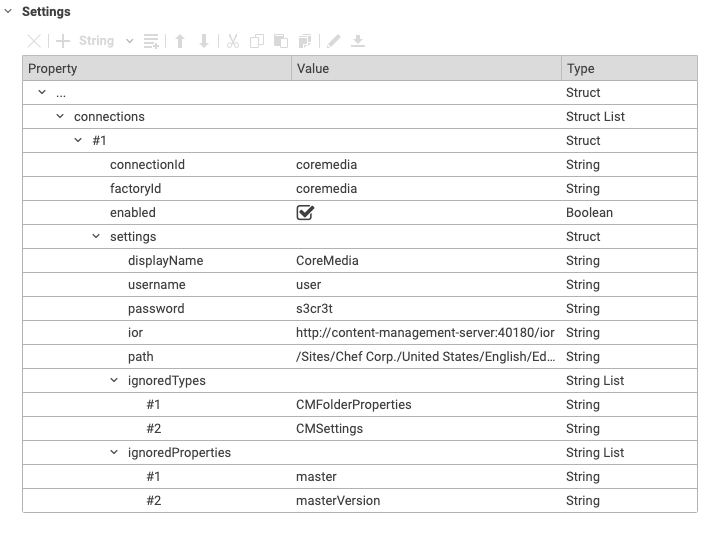 Settings
String
Property Value Type
... Struct
connections Struct List
#1 Struct
connectionId coremedia String
factoryId coremedia String
enabled Boolean
settings Struct
displayName CoreMedia String
username user String
password s3cr3t String
ior http://content-management-server:40180/ior String
path /Sites/Chef Corp./United States/English/Ed... String
ignoredTypes String List
#1 CMFolderProperties String
#2 CMSettings String
ignoredProperties String List
#1 master String
#2 masterVersion String